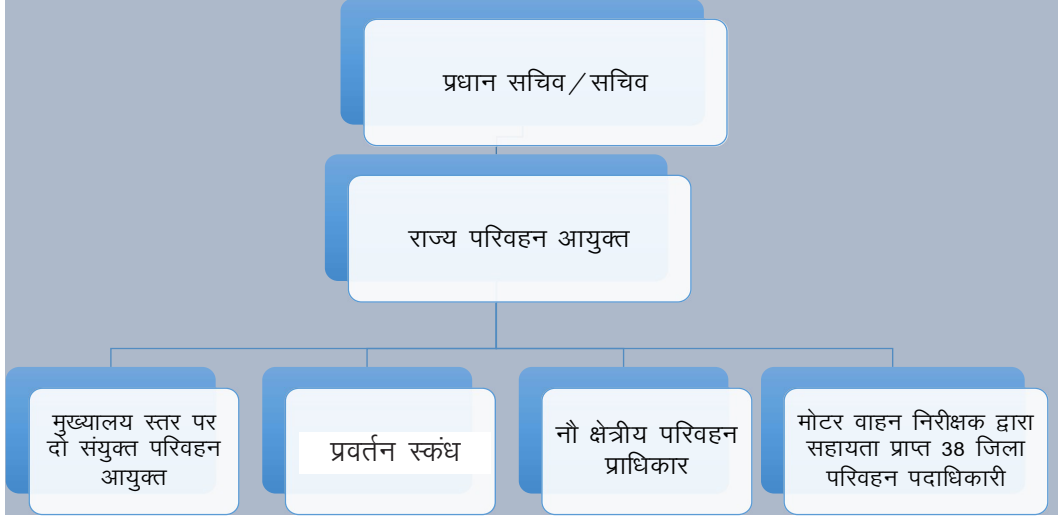 प्रधान सचिव/सचिव
राज्य परिवहन आयुक्त
मुख्यालय स्तर पर
दो संयुक्त परिवहन
आयुक्त
प्रवर्तन स्कंध
नौ क्षेत्रीय परिवहन
प्राधिकार
मोटर वाहन निरीक्षक द्वारा
सहायता प्राप्त 38 जिला
परिवहन पदाधिकारी